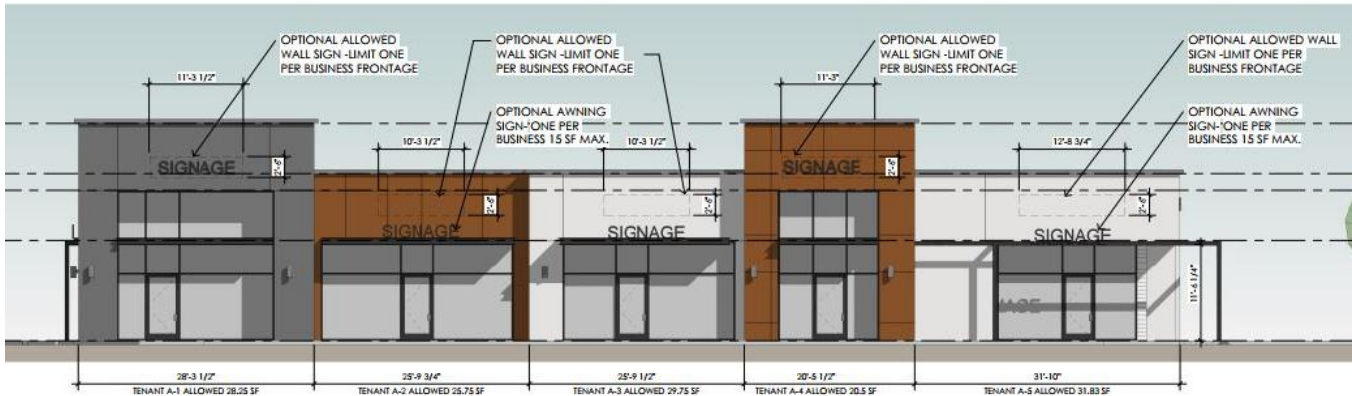 OPTIONAL ALLOWED
WALL SIGN -LIMIT ONE
PER BUSINESS FRONTAGE
OPTIONAL ALLOWED
WALL SIGN -LIMIT ONE
PER BUSINESS FRONTAGE
OPTIONAL ALLOWED
WALL SIGN -LIMIT ONE
PER BUSINESS FRONTAGE
OPTIONAL ALLOWED WALL
SIGN -LIMIT ONE PER
BUSINESS FRONTAGE
11'-3 1/2"
11'-3"
OPTIONAL AWNING
SIGN-'ONE PER
BUSINESS 15 SF MAX.
OPTIONAL AWNING
SIGN-'ONE PER
BUSINESS 15 SF MAX.
10'-3 1/2"
10'-3 1/2"
12'-8 3/4"
SIGNAGE
2'-6"
SIGNAGE
2'-6"
2'-6"
2'-6"
2'-6"
SIGNAGE
SIGNAGE
SIGNAGE
11'-6 1/4"
28'-3 1/2"
25'-9 3/4"
25'-9 1/2"
20'-5 1/2"
31'-10"
TENANT A-1 ALLOWED 28.25 SF
TENANT A-2 ALLOWED 25.75 SF
TENANT A-3 ALLOWED 29.75 SF
TENANT A-4 ALLOWED 20.5 SF
TENANT A-5 ALLOWED 31.83 SF